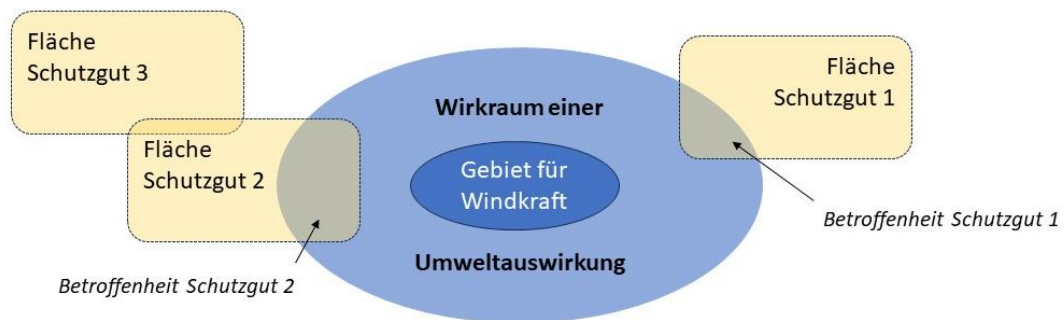 Fläche
Schutzgut 3
Fläche
Schutzgut 2
Betroffenheit Schutzgut 2
Wirkraum einer
Gebiet für
Windkraft
Umweltauswirkung
Fläche
Schutzgut 1
Betroffenheit Schutzgut 1